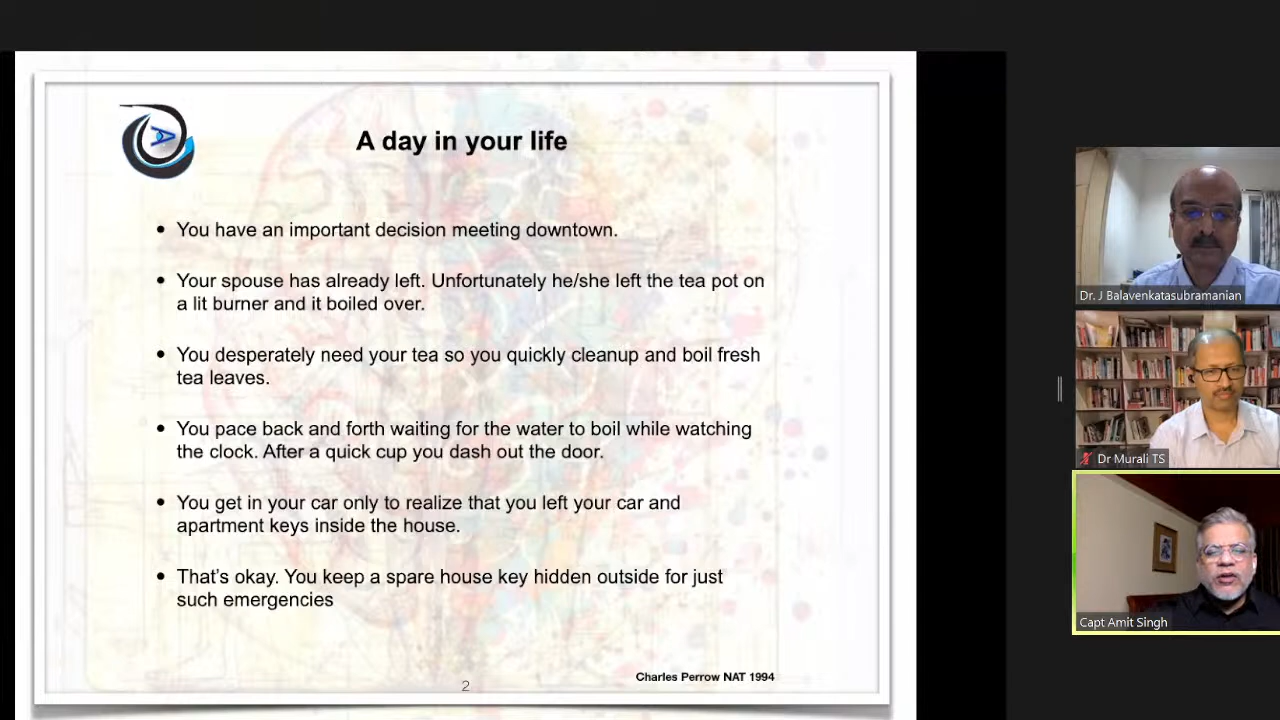 A day in your life
• You have an important decision meeting downtown.
• Your spouse has already left. Unfortunately he/she left the tea pot on
a lit burner and it boiled over.
• You desperately need your tea so you quickly cleanup and boil fresh
tea leaves.
• You pace back and forth waiting for the water to boil while watching
the clock. After a quick cup you dash out the door.
• You get in your car only to realize that you left your car and
apartment keys inside the house.
• That's okay. You keep a spare house key hidden outside for just
such emergencies
Charles Perrow NAT 1994
2
Dr. J Balavenkatasubramanian
Dr Murali TS
Capt Amit Singh